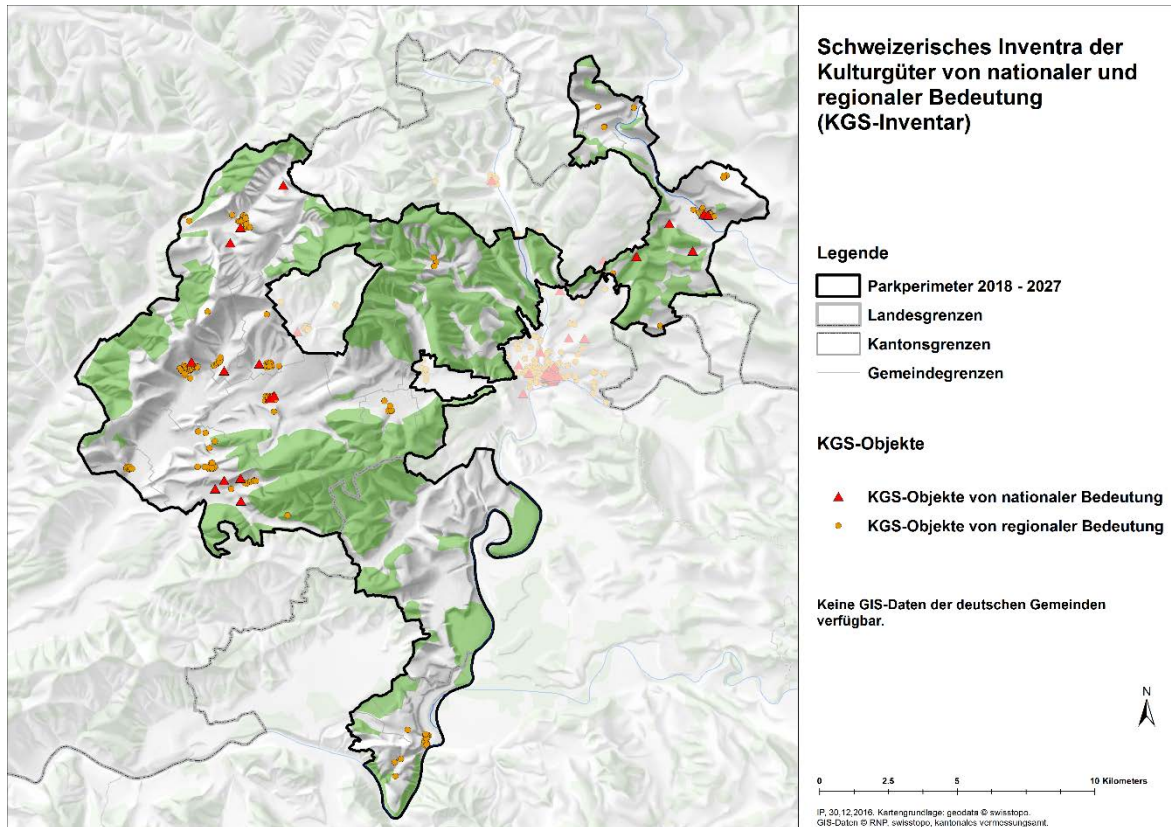 Schweizerisches Inventra der
Kulturgüter von nationaler und
regionaler Bedeutung
(KGS-Inventar)
Legende
Parkperimeter 2018 - 2027
Landesgrenzen
Kantonsgrenzen
Gemeindegrenzen
KGS-Objekte
KGS-Objekte von nationaler Bedeutung
KGS-Objekte von regionaler Bedeutung
Keine GIS-Daten der deutschen Gemeinden
verfügbar.
N
0 2.5 5 10 Kilometers
IP, 30,12,2016. Kartengrundlage: geodata © swisstopo.
GIS-Daten © RNP, swisstopo, kantonales vermessungsamt.